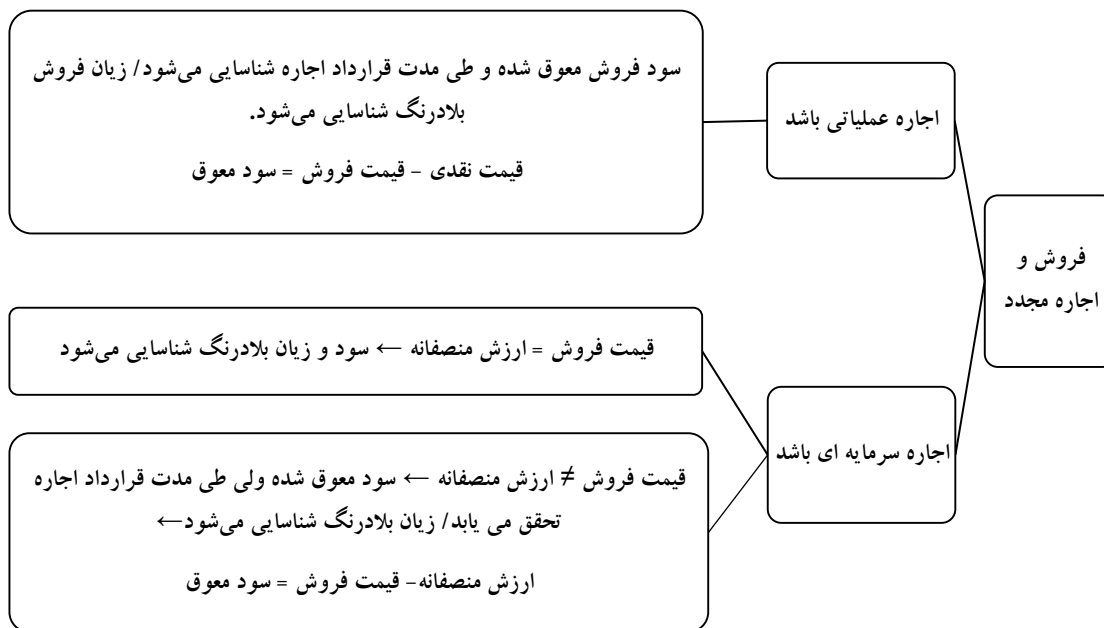 فروش و
اجاره مجدد
اجاره عملیاتی باشد
سود فروش معوق شده و طی مدت قرارداد اجاره شناسایی می‌شود/ زیان فروش
بلادرنگ شناسایی می‌شود.
قیمت نقدی – قیمت فروش = سود معوق
اجاره سرمایه ای باشد
قیمت فروش = ارزش منصفانه ← سود و زیان بلادرنگ شناسایی می‌شود
قیمت فروش ≠ ارزش منصفانه ← سود معوق شده ولی طی مدت قرارداد اجاره
تحقق می یابد/ زیان بلادرنگ شناسایی می‌شود←
ارزش منصفانه– قیمت فروش = سود معوق